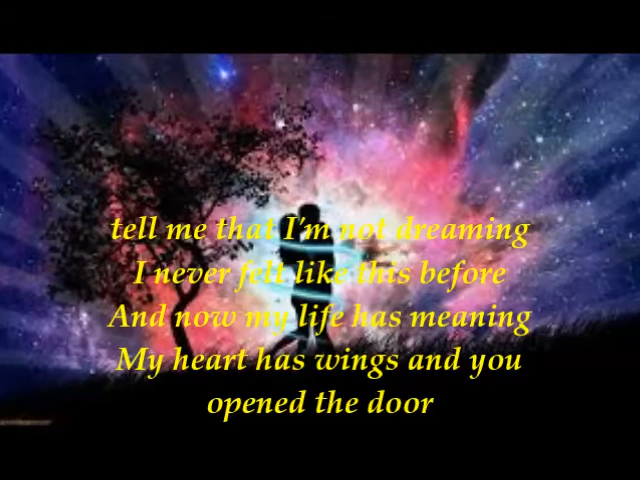 tell me that I'm not dreaming
I never felt like this before
And now my life has meaning
My heart has wings and you
opened the door